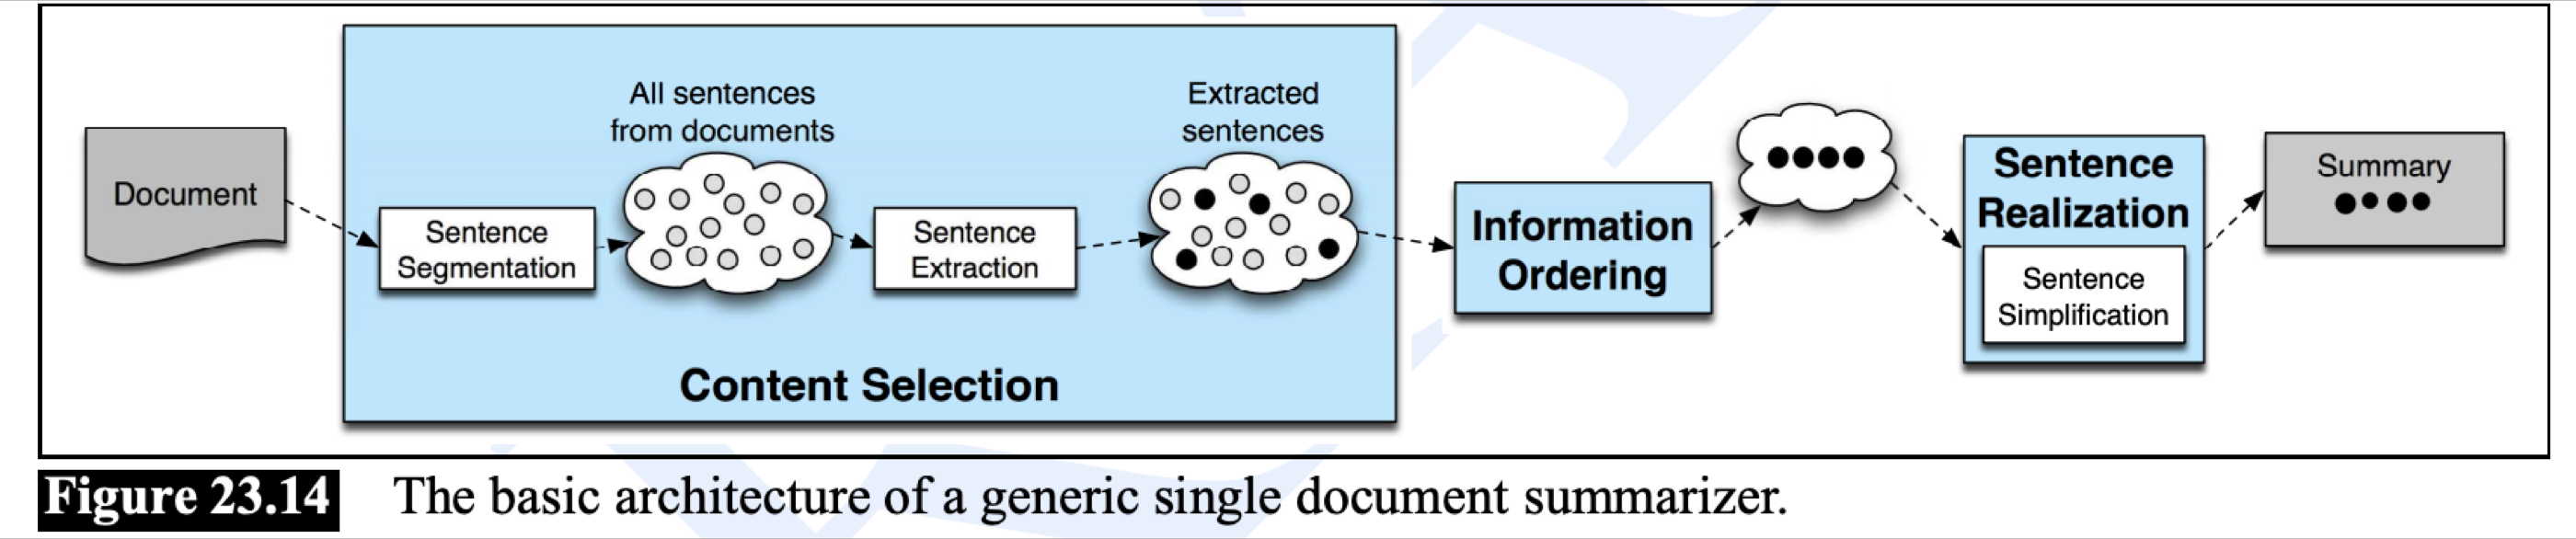 Document
Sentence
Segmentation
All sentences
from documents
Sentence
Extraction
Extracted
sentences
Content Selection
Information
Ordering
Sentence
Realization
Sentence
Simplification
Summary
Figure 23.14 The basic architecture of a generic single document summarizer.